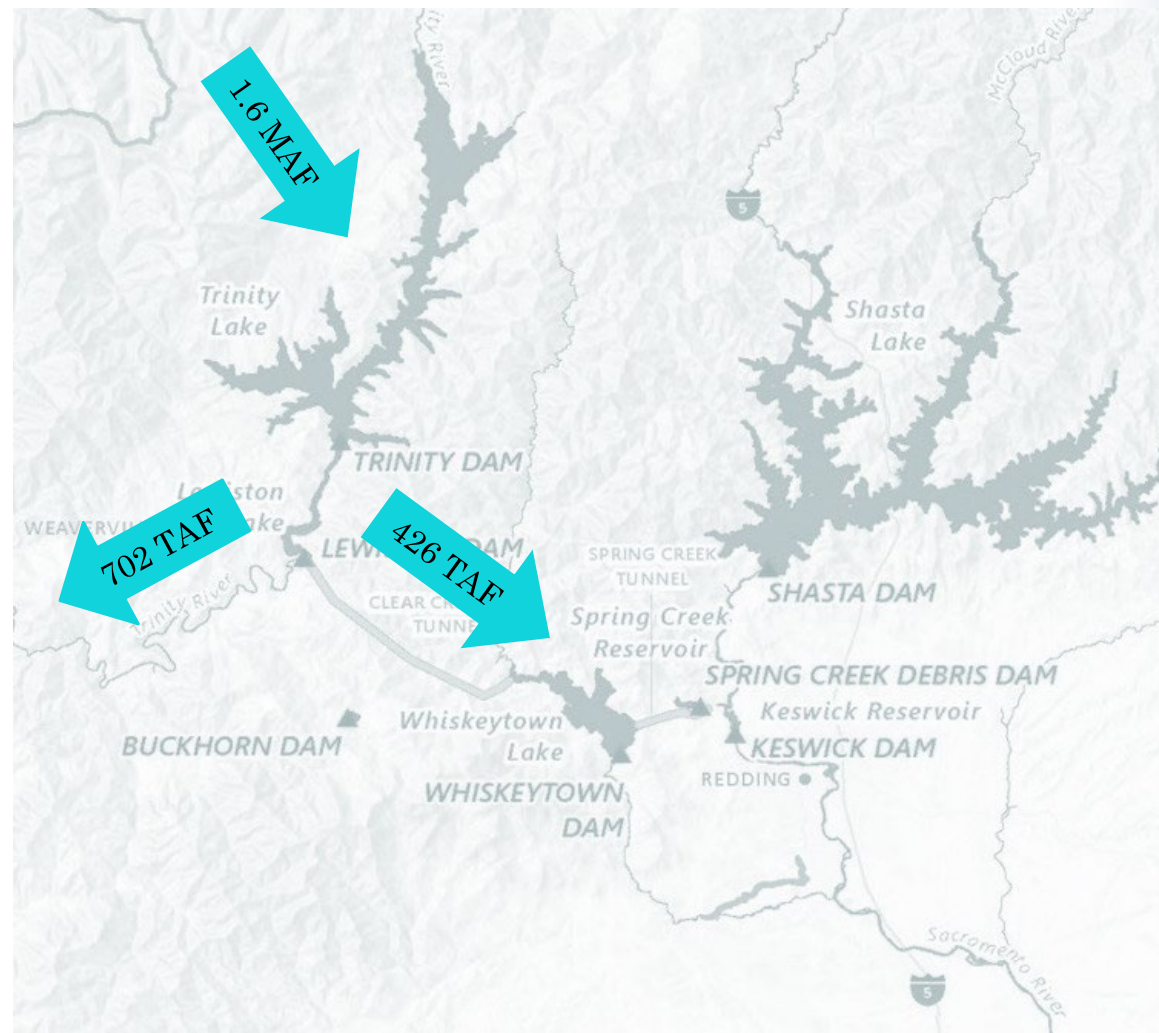 1.6 MAF
McCloud River
5
Trinity
Lake
Shasta
Lake
TRINITY DAM
702 TAF
426 TAF
SPRING CREEK
TUNNEL
SHASTA DAM
Trinity River
Spring Creek
Reservoir
SPRING CREEK DEBRIS DAM
Whiskeytown
Lake
Keswick Reservoir
BUCKHORN DAM
KESWICK DAM
REDDING
WHISKEYTOWN
DAM
Sacramento River
5